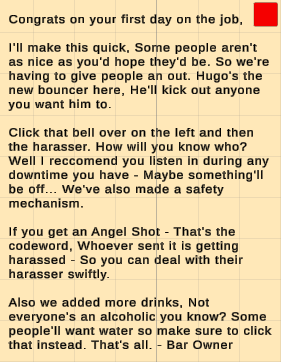 Congrats on your first day on the job,
I'll make this quick, Some people aren't
as nice as you'd hope they'd be. So we're
having to give people an out. Hugo's the
new bouncer here, He'll kick out anyone
you want him to.
Click that bell over on the left and then
the harasser. How will you know who?
Well I reccomend you listen in during any
downtime you have - Maybe something'll
be off... We've also made a safety
mechanism.
If you get an Angel Shot - That's the
codeword, Whoever sent it is getting
harassed - So you can deal with their
harasser swiftly.
Also we added more drinks, Not
everyone's an alcoholic you know? Some
people'll want water so make sure to click
that instead. That's all. - Bar Owner